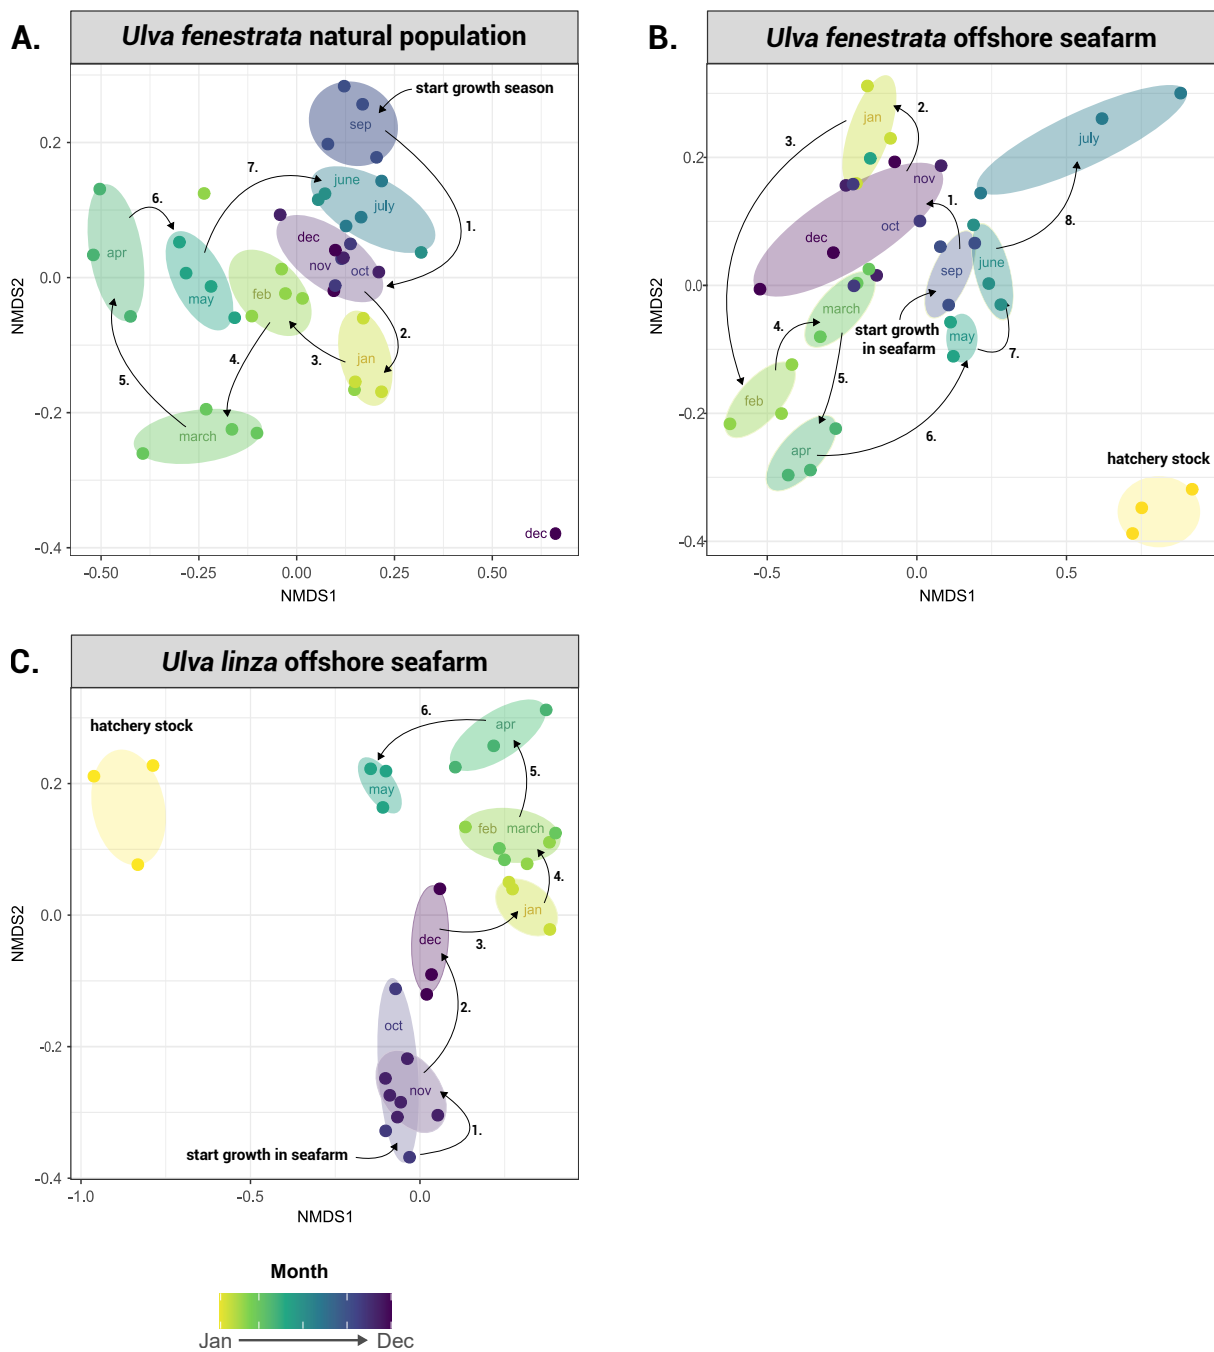 A.
Ulva fenestrata natural population
start growth season
sep
june
july
dec
nov
oct
apr
may
feb
jan
march
dec
1.
2.
3.
4.
5.
6.
7.
0.2
0.0
-0.2
-0.4
NMDS2
-0.50
-0.25
0.00
0.25
0.50
NMDS1
B.
Ulva fenestrata offshore seafarm
jan
july
nov
oct
dec
sep
june
march
start growth
in seafarm
may
feb
apr
hatchery stock
1.
2.
3.
4.
5.
6.
7.
8.
0.2
0.0
-0.2
-0.4
NMDS2
-0.5
0.0
0.5
NMDS1
C.
Ulva linza offshore seafarm
hatchery stock
apr
may
feb
march
jan
dec
oct
nov
start growth in seafarm
1.
2.
3.
4.
5.
6.
0.2
0.0
-0.2
-0.4
NMDS2
-1.0
-0.5
0.0
NMDS1
Month
Jan
Dec